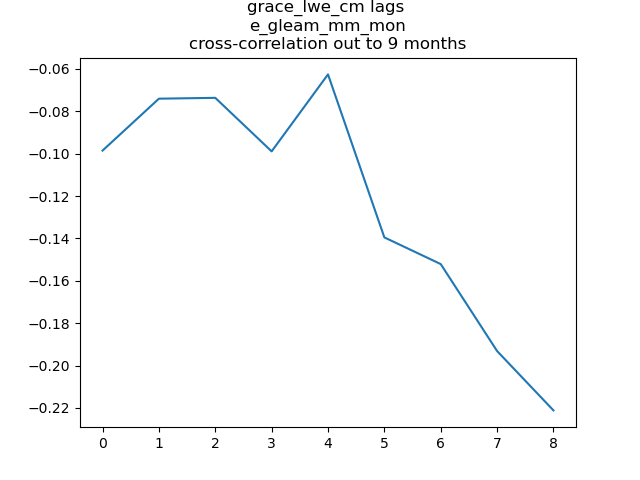 grace_lwe_cm lags
e_gleam_mm_mon
cross-correlation out to 9 months
−0.06
−0.08
−0.10
−0.12
−0.14
−0.16
−0.18
−0.20
−0.22
0 1 2 3 4 5 6 7 8